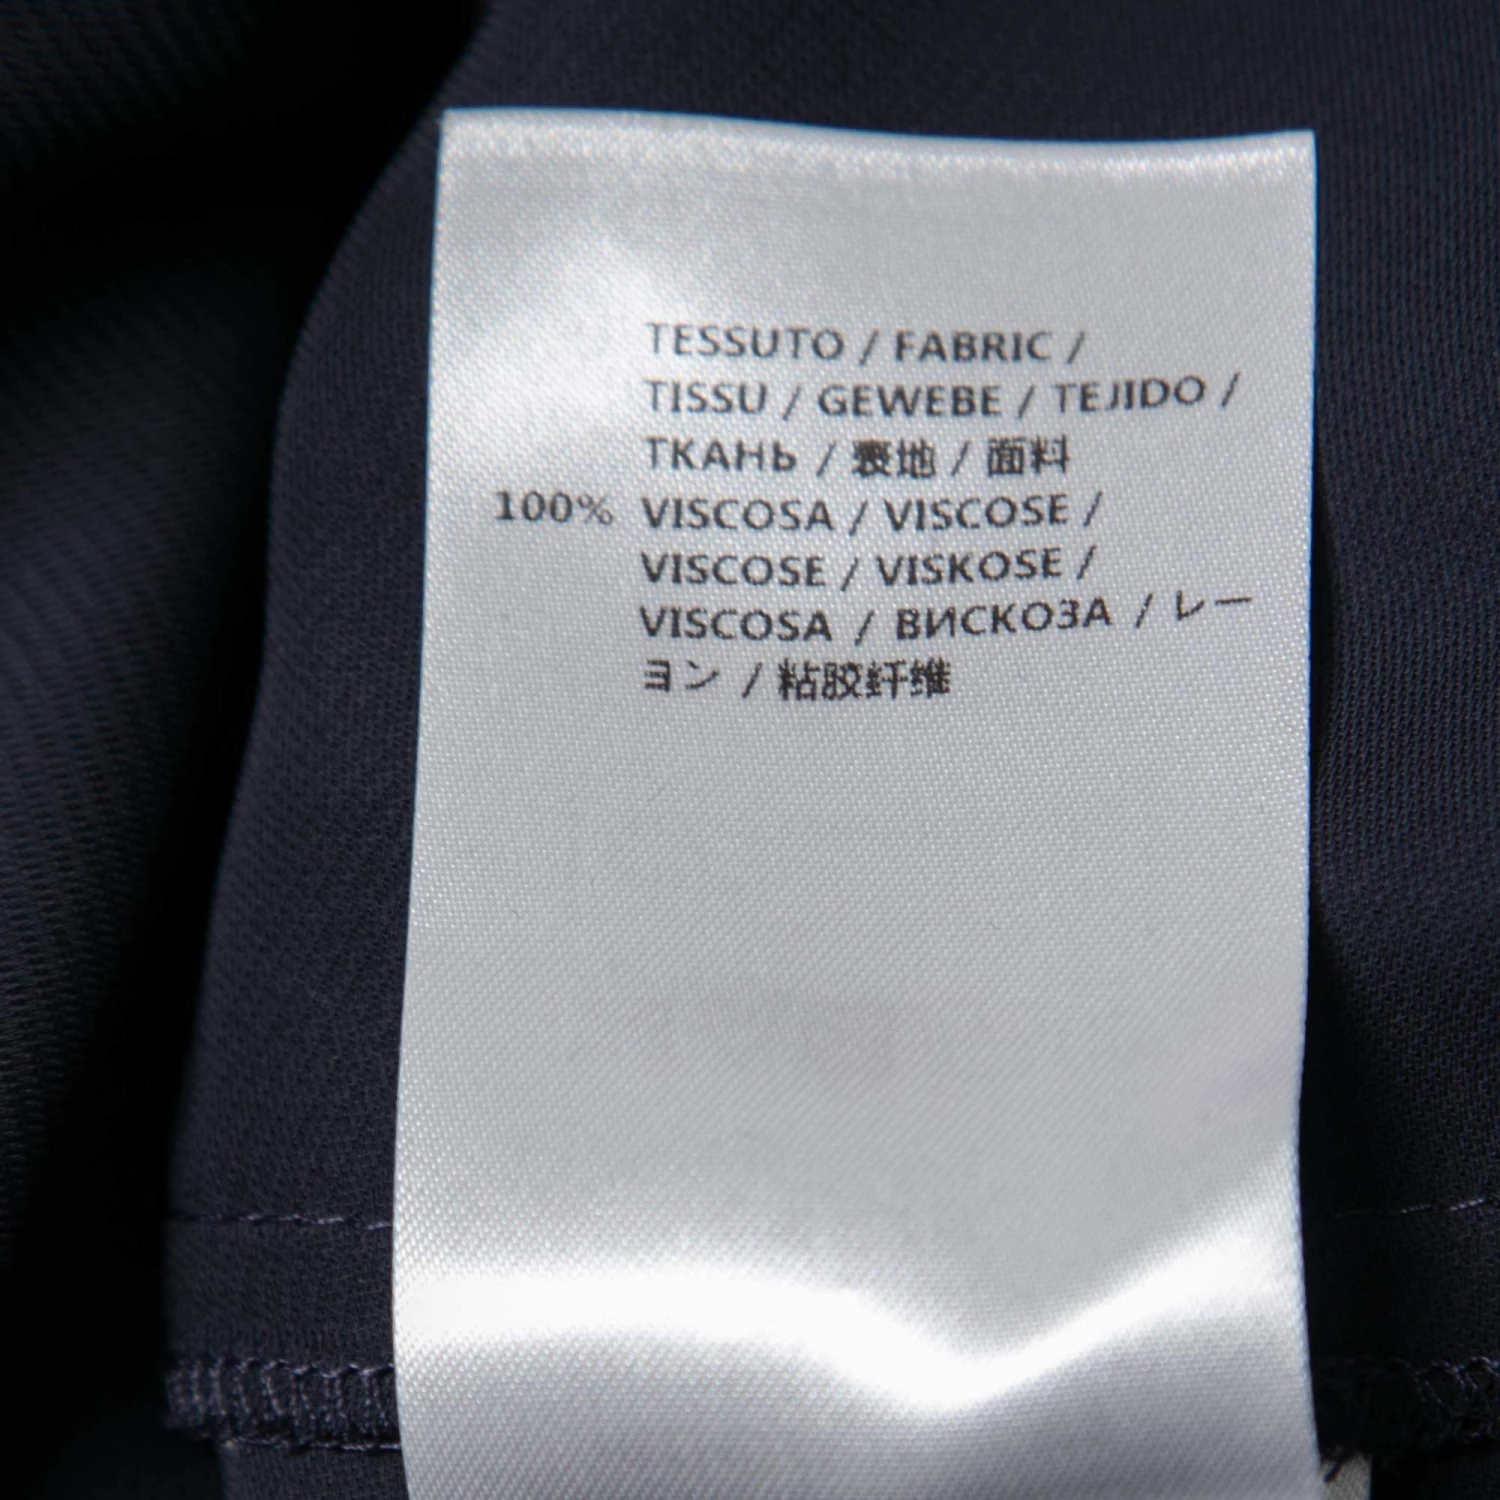 TESSUTO / FABRIC /
TISSU / GEWEBE / TEJIDO /
ТКАНЬ / 表地 / 面料
100% VISCOSA / VISCOSE /
VISCOSE / VISKOSE /
VISCOSA / ВИСКОЗА / レー
ヨン / 粘胶纤维